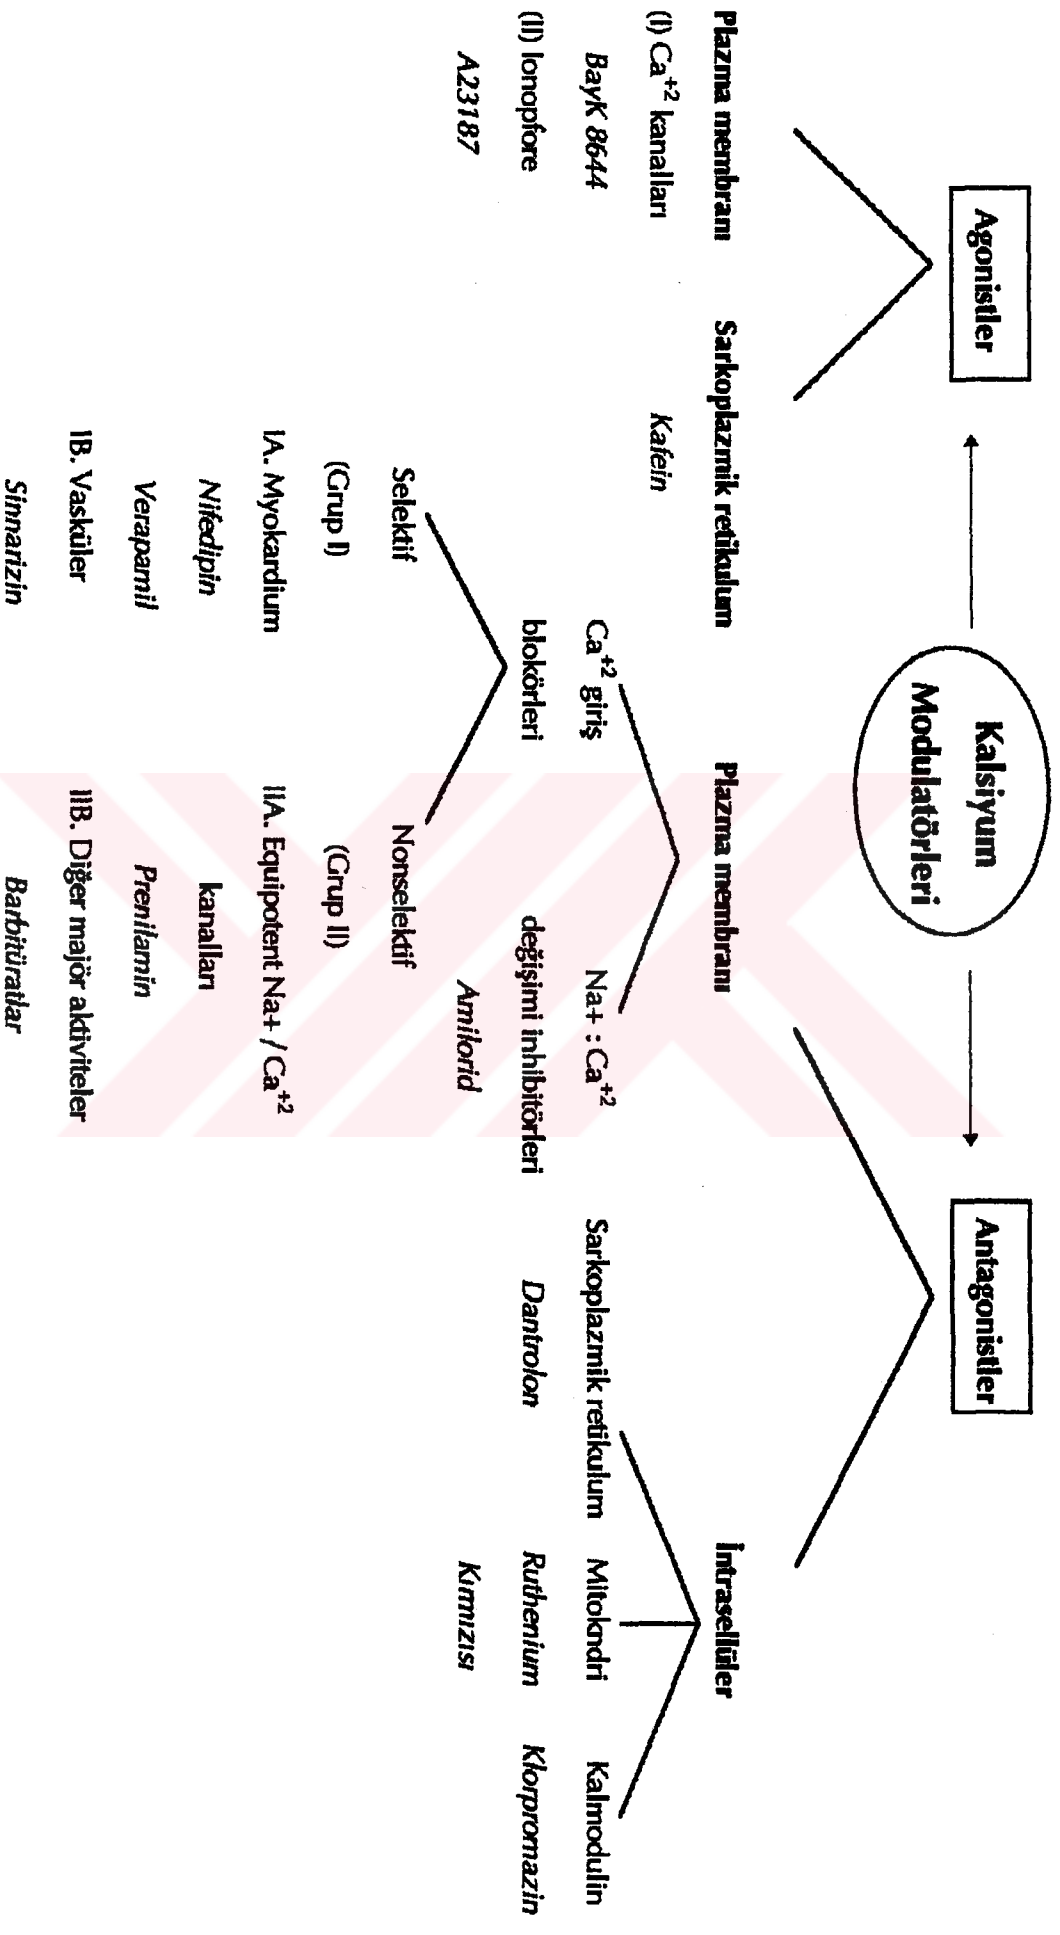 Kalsiyum
Modulatörleri
Agonistler
Antagonistler
Plazma membranı
(I) Ca+2 kanalları
BayK 8644
(II) Ionopfore
A23187
Sarkoplazmik retikulum
Kafein
Plazma membranı
Ca+2 giriş
blokörleri
Selektif
(Grup I)
IA. Myokardium
Nifedipin
Verapamil
IB. Vasküler
Sinnarizin
Nonselektif
(Grup II)
IIA. Equipotent Na+ / Ca+2
kanalları
Prenilamin
IIB. Diğer majör aktiviteler
Barbitüratlar
Na+ : Ca+2
değişimi inhibitörleri
Amilorid
İntrasellüler
Sarkoplazmik retikulum
Dantrolon
Mitokndri
Ruthenium
Kırmızısı
Kalmodulin
Klorpromazin